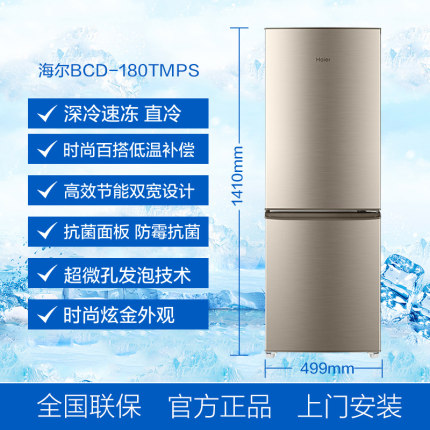 海尔BCD-180TMPS
深冷速冻 直冷
时尚百搭低温补偿
高效节能双宽设计
抗菌面板 防霉抗菌
超微孔发泡技术
时尚炫金外观
Haier
1410mm
499mm
全国联保 官方正品 上门安装